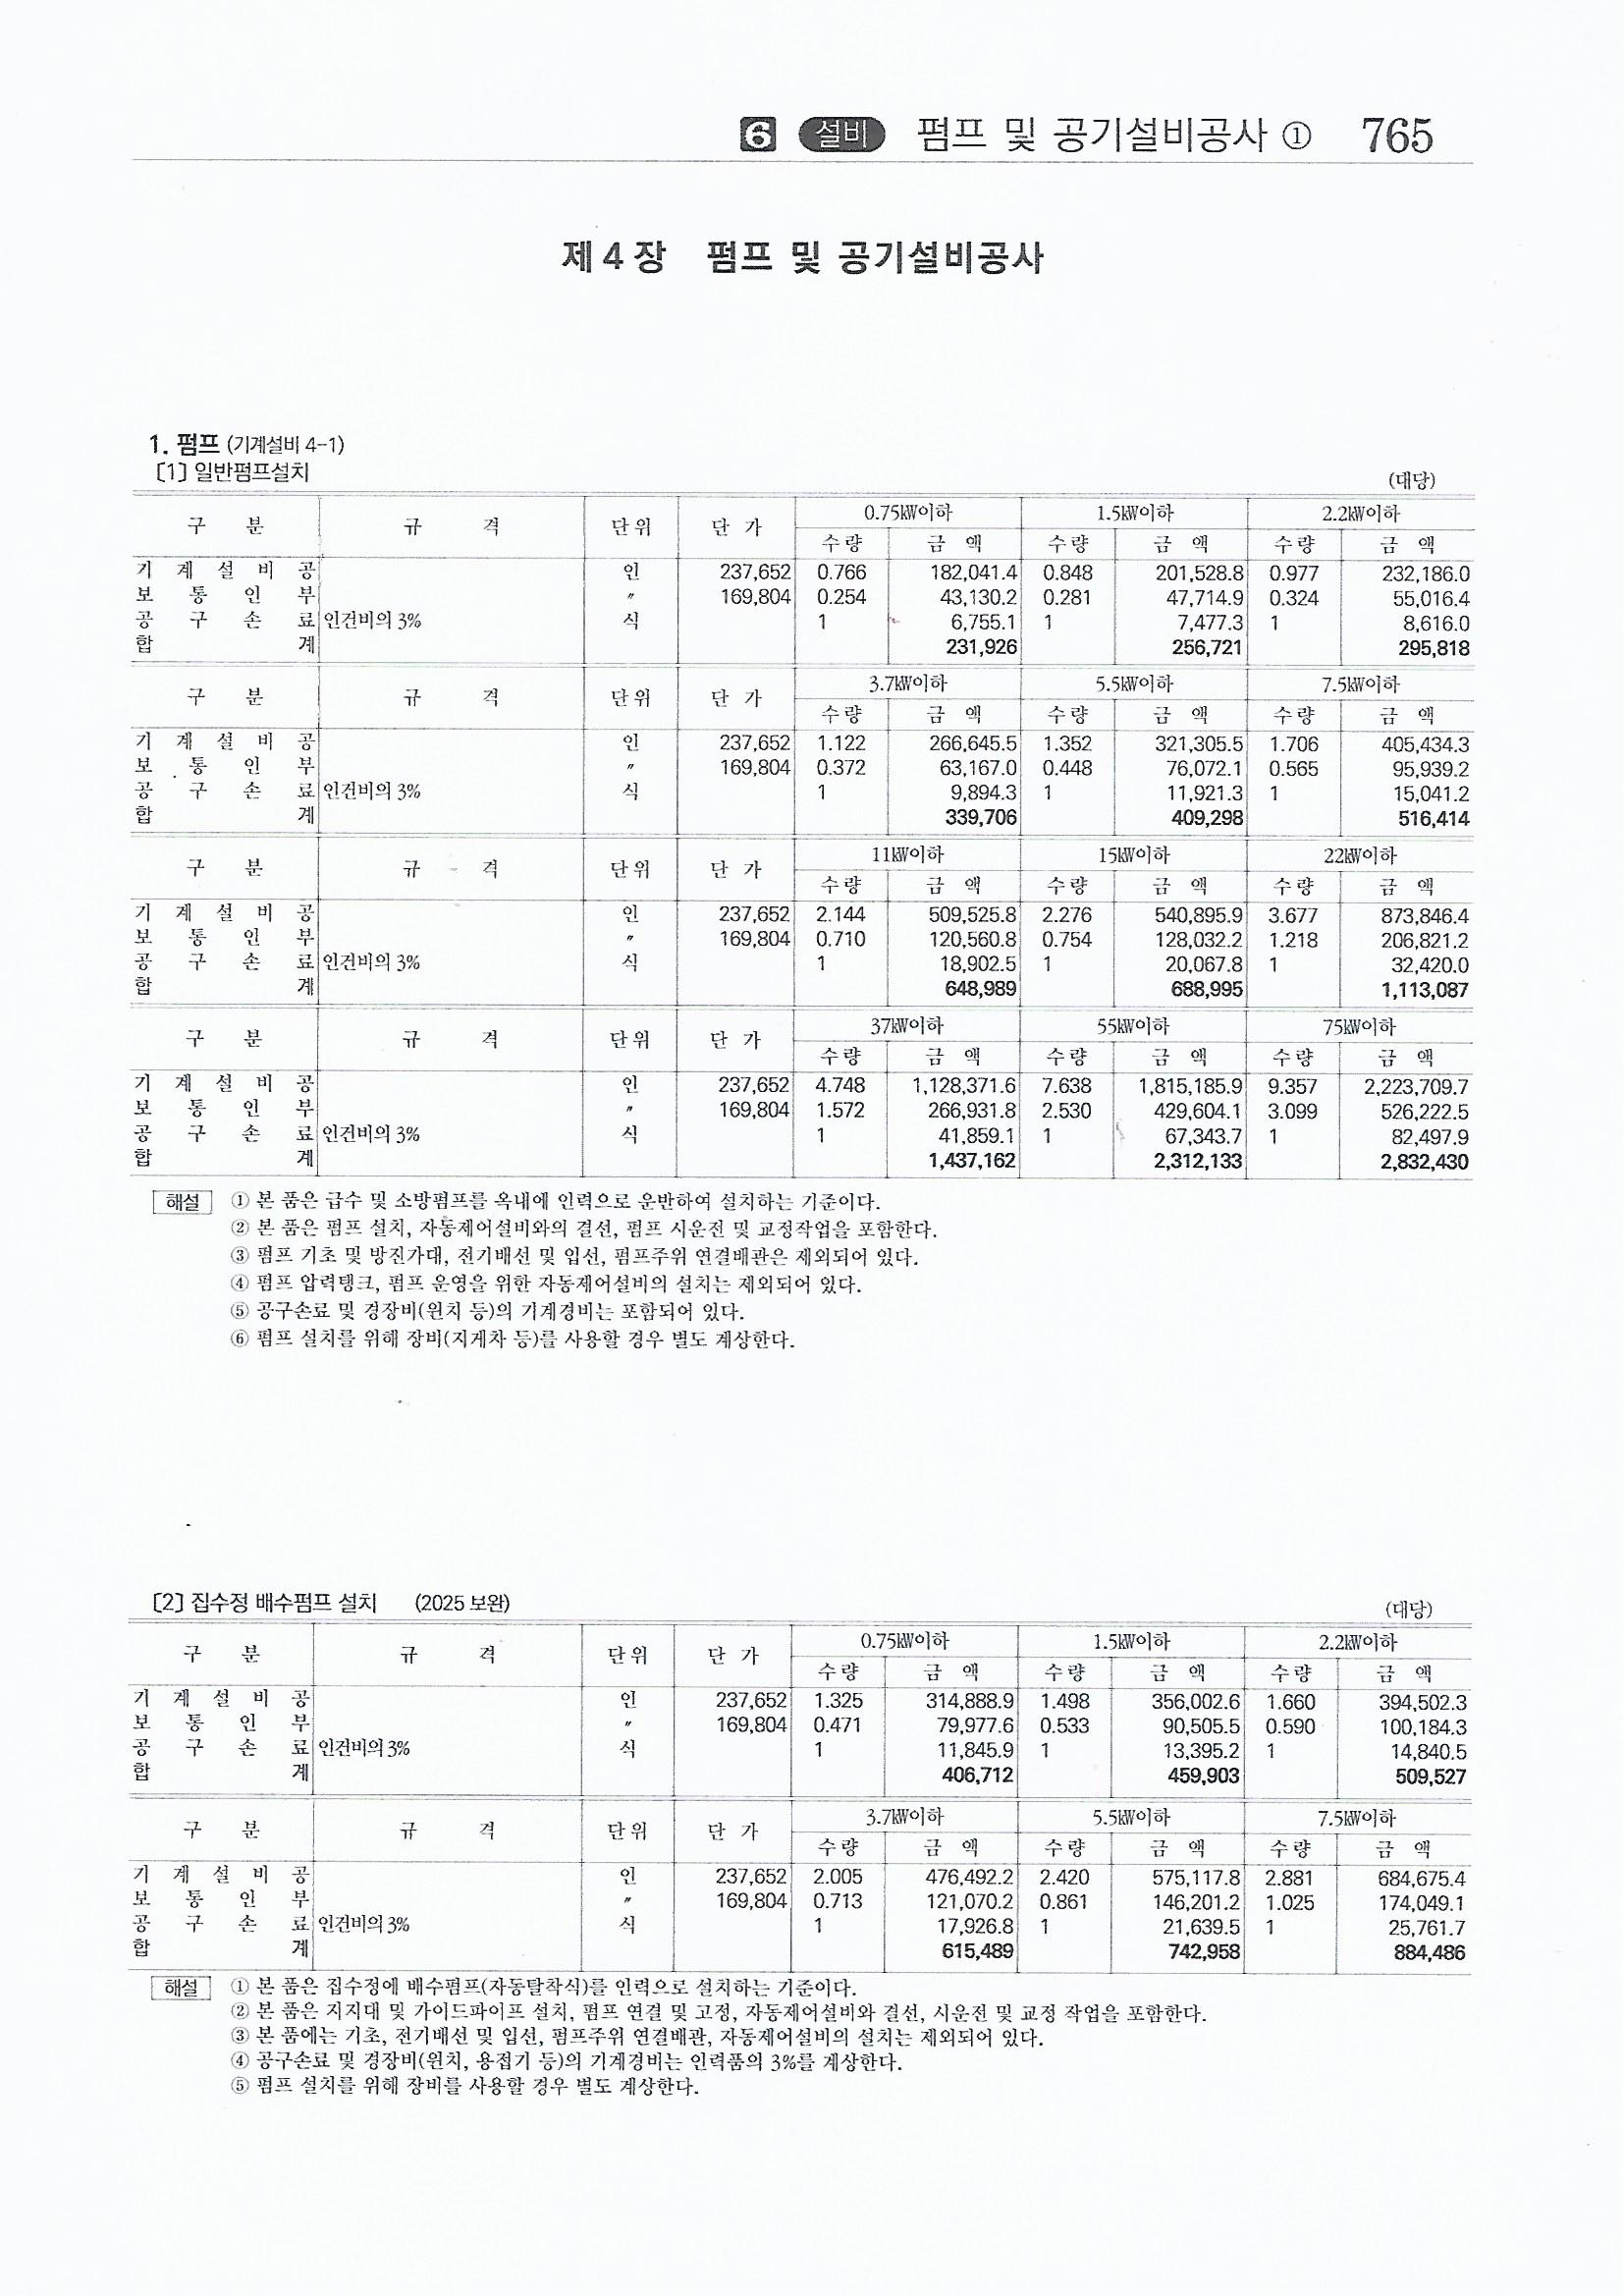 6 설비 펌프 및 공기설비공사 ① 765
제4장 펌프 및 공기설비공사
1. 펌프 (기계설비 4-1)
〔1〕 일반펌프설치 (대당)
구 분 규 격 단위 단 가 0.75㎾이하 1.5㎾이하 2.2㎾이하
수량 금 액 수량 금 액 수량 금 액
기 계 설 비 공 인 237,652 0.766 182,041.4 0.848 201,528.8 0.977 232,186.0
보 통 인 부 〃 169,804 0.254 43,130.2 0.281 47,714.9 0.324 55,016.4
공 구 손 료 인건비의 3% 식 1 6,755.1 1 7,477.3 1 8,616.0
합 계 231,926 256,721 295,818
구 분 규 격 단위 단 가 3.7㎾이하 5.5㎾이하 7.5㎾이하
수량 금 액 수량 금 액 수량 금 액
기 계 설 비 공 인 237,652 1.122 266,645.5 1.352 321,305.5 1.706 405,434.3
보 통 인 부 〃 169,804 0.372 63,167.0 0.448 76,072.1 0.565 95,939.2
공 구 손 료 인건비의 3% 식 1 9,894.3 1 11,921.3 1 15,041.2
합 계 339,706 409,298 516,414
구 분 규 격 단위 단 가 11㎾이하 15㎾이하 22㎾이하
수량 금 액 수량 금 액 수량 금 액
기 계 설 비 공 인 237,652 2.144 509,525.8 2.276 540,895.9 3.677 873,846.4
보 통 인 부 〃 169,804 0.710 120,560.8 0.754 128,032.2 1.218 206,821.2
공 구 손 료 인건비의 3% 식 1 18,902.5 1 20,067.8 1 32,420.0
합 계 648,989 688,995 1,113,087
구 분 규 격 단위 단 가 37㎾이하 55㎾이하 75㎾이하
수량 금 액 수량 금 액 수량 금 액
기 계 설 비 공 인 237,652 4.748 1,128,371.6 7.638 1,815,185.9 9.357 2,223,709.7
보 통 인 부 〃 169,804 1.572 266,931.8 2.530 429,604.1 3.099 526,222.5
공 구 손 료 인건비의 3% 식 1 41,859.1 1 67,343.7 1 82,497.9
합 계 1,437,162 2,312,133 2,832,430
해설 ① 본 품은 급수 및 소방펌프를 옥내에 인력으로 운반하여 설치하는 기준이다.
② 본 품은 펌프 설치, 자동제어설비와의 결선, 펌프 시운전 및 교정작업을 포함한다.
③ 펌프 기초 및 방진가대, 전기배선 및 입선, 펌프주위 연결배관은 제외되어 있다.
④ 펌프 압력탱크, 펌프 운영을 위한 자동제어설비의 설치는 제외되어 있다.
⑤ 공구손료 및 경장비(윈치 등)의 기계경비는 포함되어 있다.
⑥ 펌프 설치를 위해 장비(지게차 등)를 사용할 경우 별도 계상한다.
〔2〕 집수정 배수펌프 설치 (2025 보완) (대당)
구 분 규 격 단위 단 가 0.75㎾이하 1.5㎾이하 2.2㎾이하
수량 금 액 수량 금 액 수량 금 액
기 계 설 비 공 인 237,652 1.325 314,888.9 1.498 356,002.6 1.660 394,502.3
보 통 인 부 〃 169,804 0.471 79,977.6 0.533 90,505.5 0.590 100,184.3
공 구 손 료 인건비의 3% 식 1 11,845.9 1 13,395.2 1 14,840.5
합 계 406,712 459,903 509,527
구 분 규 격 단위 단 가 3.7㎾이하 5.5㎾이하 7.5㎾이하
수량 금 액 수량 금 액 수량 금 액
기 계 설 비 공 인 237,652 2.005 476,492.2 2.420 575,117.8 2.881 684,675.4
보 통 인 부 〃 169,804 0.713 121,070.2 0.861 146,201.2 1.025 174,049.1
공 구 손 료 인건비의 3% 식 1 17,926.8 1 21,639.5 1 25,761.7
합 계 615,489 742,958 884,486
해설 ① 본 품은 집수정에 배수펌프(자동탈착식)를 인력으로 설치하는 기준이다.
② 본 품은 지지대 및 가이드파이프 설치, 펌프 연결 및 고정, 자동제어설비와 결선, 시운전 및 교정 작업을 포함한다.
③ 본 품에는 기초, 전기배선 및 입선, 펌프주위 연결배관, 자동제어설비의 설치는 제외되어 있다.
④ 공구손료 및 경장비(윈치, 용접기 등)의 기계경비는 인력품의 3%를 계상한다.
⑤ 펌프 설치를 위해 장비를 사용할 경우 별도 계상한다.